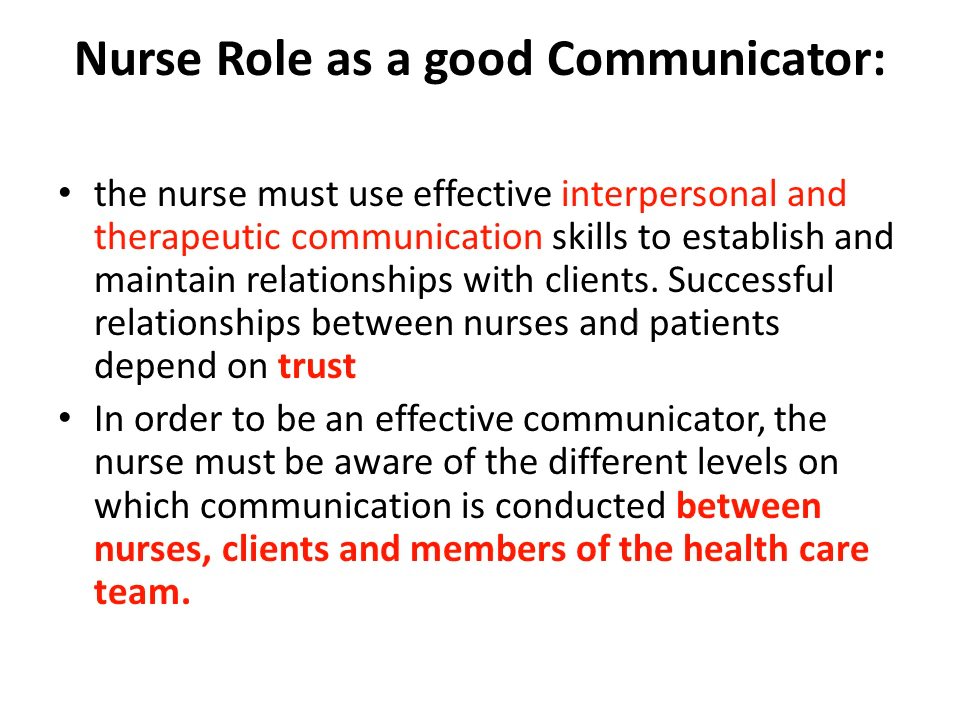 Nurse Role as a good Communicator:
• the nurse must use effective interpersonal and
therapeutic communication skills to establish and
maintain relationships with clients. Successful
relationships between nurses and patients
depend on trust
• In order to be an effective communicator, the
nurse must be aware of the different levels on
which communication is conducted between
nurses, clients and members of the health care
team.